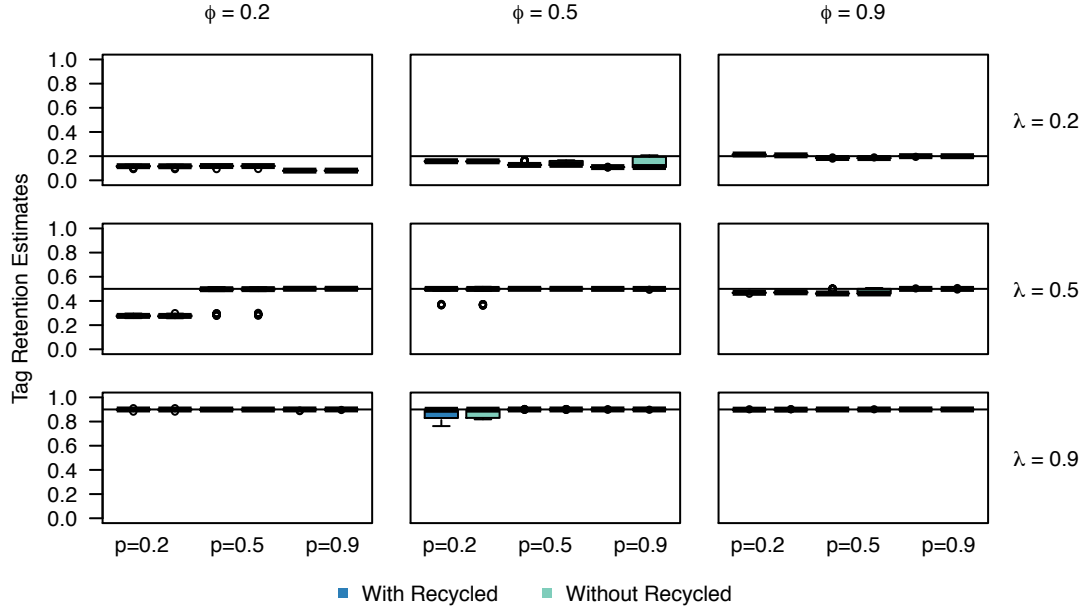 ϕ = 0.2 ϕ = 0.5 ϕ = 0.9
1.0
0.8
0.6
0.4
0.2
0.0
λ = 0.2
Tag Retention Estimates
1.0
0.8
0.6
0.4
0.2
0.0
λ = 0.5
1.0
0.8
0.6
0.4
0.2
0.0
λ = 0.9
p=0.2 p=0.5 p=0.9 p=0.2 p=0.5 p=0.9 p=0.2 p=0.5 p=0.9
With Recycled Without Recycled